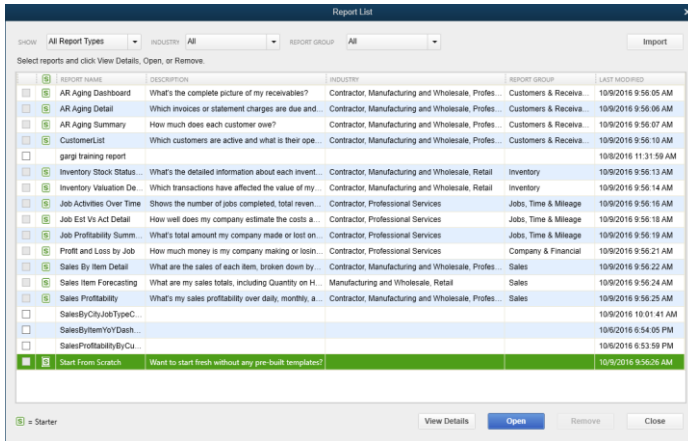 Report List
SHOW All Report Types INDUSTRY All REPORT GROUP All Import
Select reports and click View Details, Open, or Remove.
S REPORT NAME DESCRIPTION INDUSTRY REPORT GROUP LAST MODIFIED
S AR Aging Dashboard What's the complete picture of my receivables? Contractor, Manufacturing and Wholesale, Profes... Customers & Receiva... 10/9/2016 9:56:05 AM
S AR Aging Detail Which invoices or statement charges are due and... Contractor, Manufacturing and Wholesale, Profes... Customers & Receiva... 10/9/2016 9:56:06 AM
S AR Aging Summary How much does each customer owe? Contractor, Manufacturing and Wholesale, Profes... Customers & Receiva... 10/9/2016 9:56:07 AM
S CustomerList Which customers are active and what is their ope... Contractor, Manufacturing and Wholesale, Profes... Customers & Receiva... 10/9/2016 9:56:10 AM
gargi training report 10/8/2016 11:31:59 AM
S Inventory Stock Status... What's the detailed information about each invent... Contractor, Manufacturing and Wholesale, Retail Inventory 10/9/2016 9:56:13 AM
S Inventory Valuation De... Which transactions have affected the value of my... Contractor, Manufacturing and Wholesale, Retail Inventory 10/9/2016 9:56:14 AM
S Job Activities Over Time Shows the number of jobs completed, total reven... Contractor, Professional Services Jobs, Time & Mileage 10/9/2016 9:56:16 AM
S Job Est Vs Act Detail How well does my company estimate the costs a... Contractor, Professional Services Jobs, Time & Mileage 10/9/2016 9:56:18 AM
S Job Profitability Summ... What's total amount my company made or lost on... Contractor, Professional Services Jobs, Time & Mileage 10/9/2016 9:56:19 AM
S Profit and Loss by Job How much money is my company making or losin... Contractor, Professional Services Company & Financial 10/9/2016 9:56:21 AM
S Sales By Item Detail What are the sales of each item, broken down by... Contractor, Manufacturing and Wholesale, Profes... Sales 10/9/2016 9:56:22 AM
S Sales Item Forecasting What are my sales totals, including Quantity on H... Manufacturing and Wholesale, Retail Sales 10/9/2016 9:56:24 AM
S Sales Profitability What's my sales profitability over daily, monthly, a... Contractor, Manufacturing and Wholesale, Profes... Sales 10/9/2016 9:56:25 AM
SalesByCityJobTypeC... 10/9/2016 10:01:41 AM
SalesByItemYoYDash... 10/6/2016 6:54:05 PM
SalesProfitabilityByCu... 10/6/2016 6:53:59 PM
S Start From Scratch Want to start fresh without any pre-built templates? 10/9/2016 9:56:26 AM
S = Starter View Details Open Remove Close